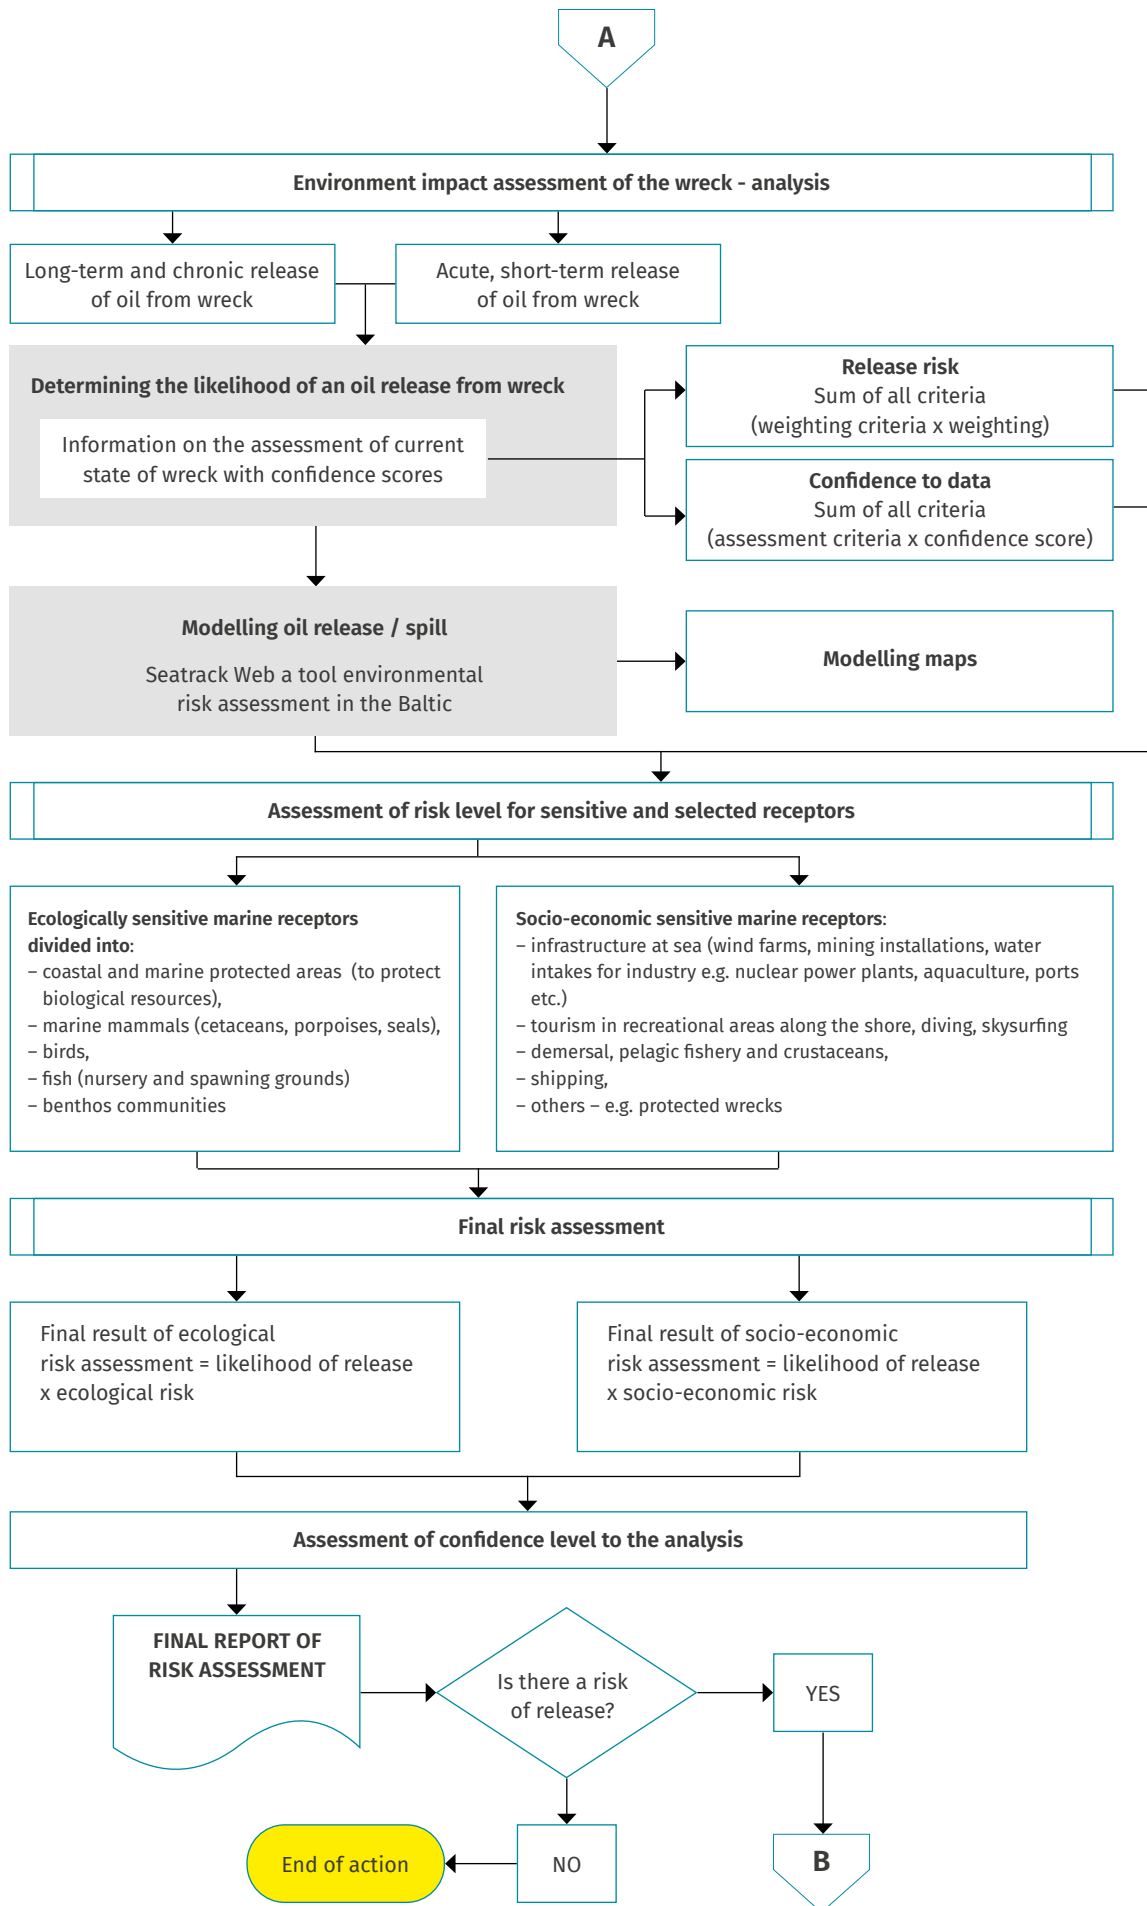 A
Environment impact assessment of the wreck - analysis
Long-term and chronic release
of oil from wreck
Acute, short-term release
of oil from wreck
Determining the likelihood of an oil release from wreck
Information on the assessment of current
state of wreck with confidence scores
Release risk
Sum of all criteria
(weighting criteria x weighting)
Confidence to data
Sum of all criteria
(assessment criteria x confidence score)
Modelling oil release / spill
Seatrack Web a tool environmental
risk assessment in the Baltic
Modelling maps
Assessment of risk level for sensitive and selected receptors
Ecologically sensitive marine receptors
divided into:
– coastal and marine protected areas (to protect
biological resources),
– marine mammals (cetaceans, porpoises, seals),
– birds,
– fish (nursery and spawning grounds)
– benthos communities
Socio-economic sensitive marine receptors:
– infrastructure at sea (wind farms, mining installations, water
intakes for industry e.g. nuclear power plants, aquaculture, ports
etc.)
– tourism in recreational areas along the shore, diving, skysurfing
– demersal, pelagic fishery and crustaceans,
– shipping,
– others – e.g. protected wrecks
Final risk assessment
Final result of ecological
risk assessment = likelihood of release
x ecological risk
Final result of socio-economic
risk assessment = likelihood of release
x socio-economic risk
Assessment of confidence level to the analysis
FINAL REPORT OF
RISK ASSESSMENT
Is there a risk
of release?
YES
End of action
NO
B